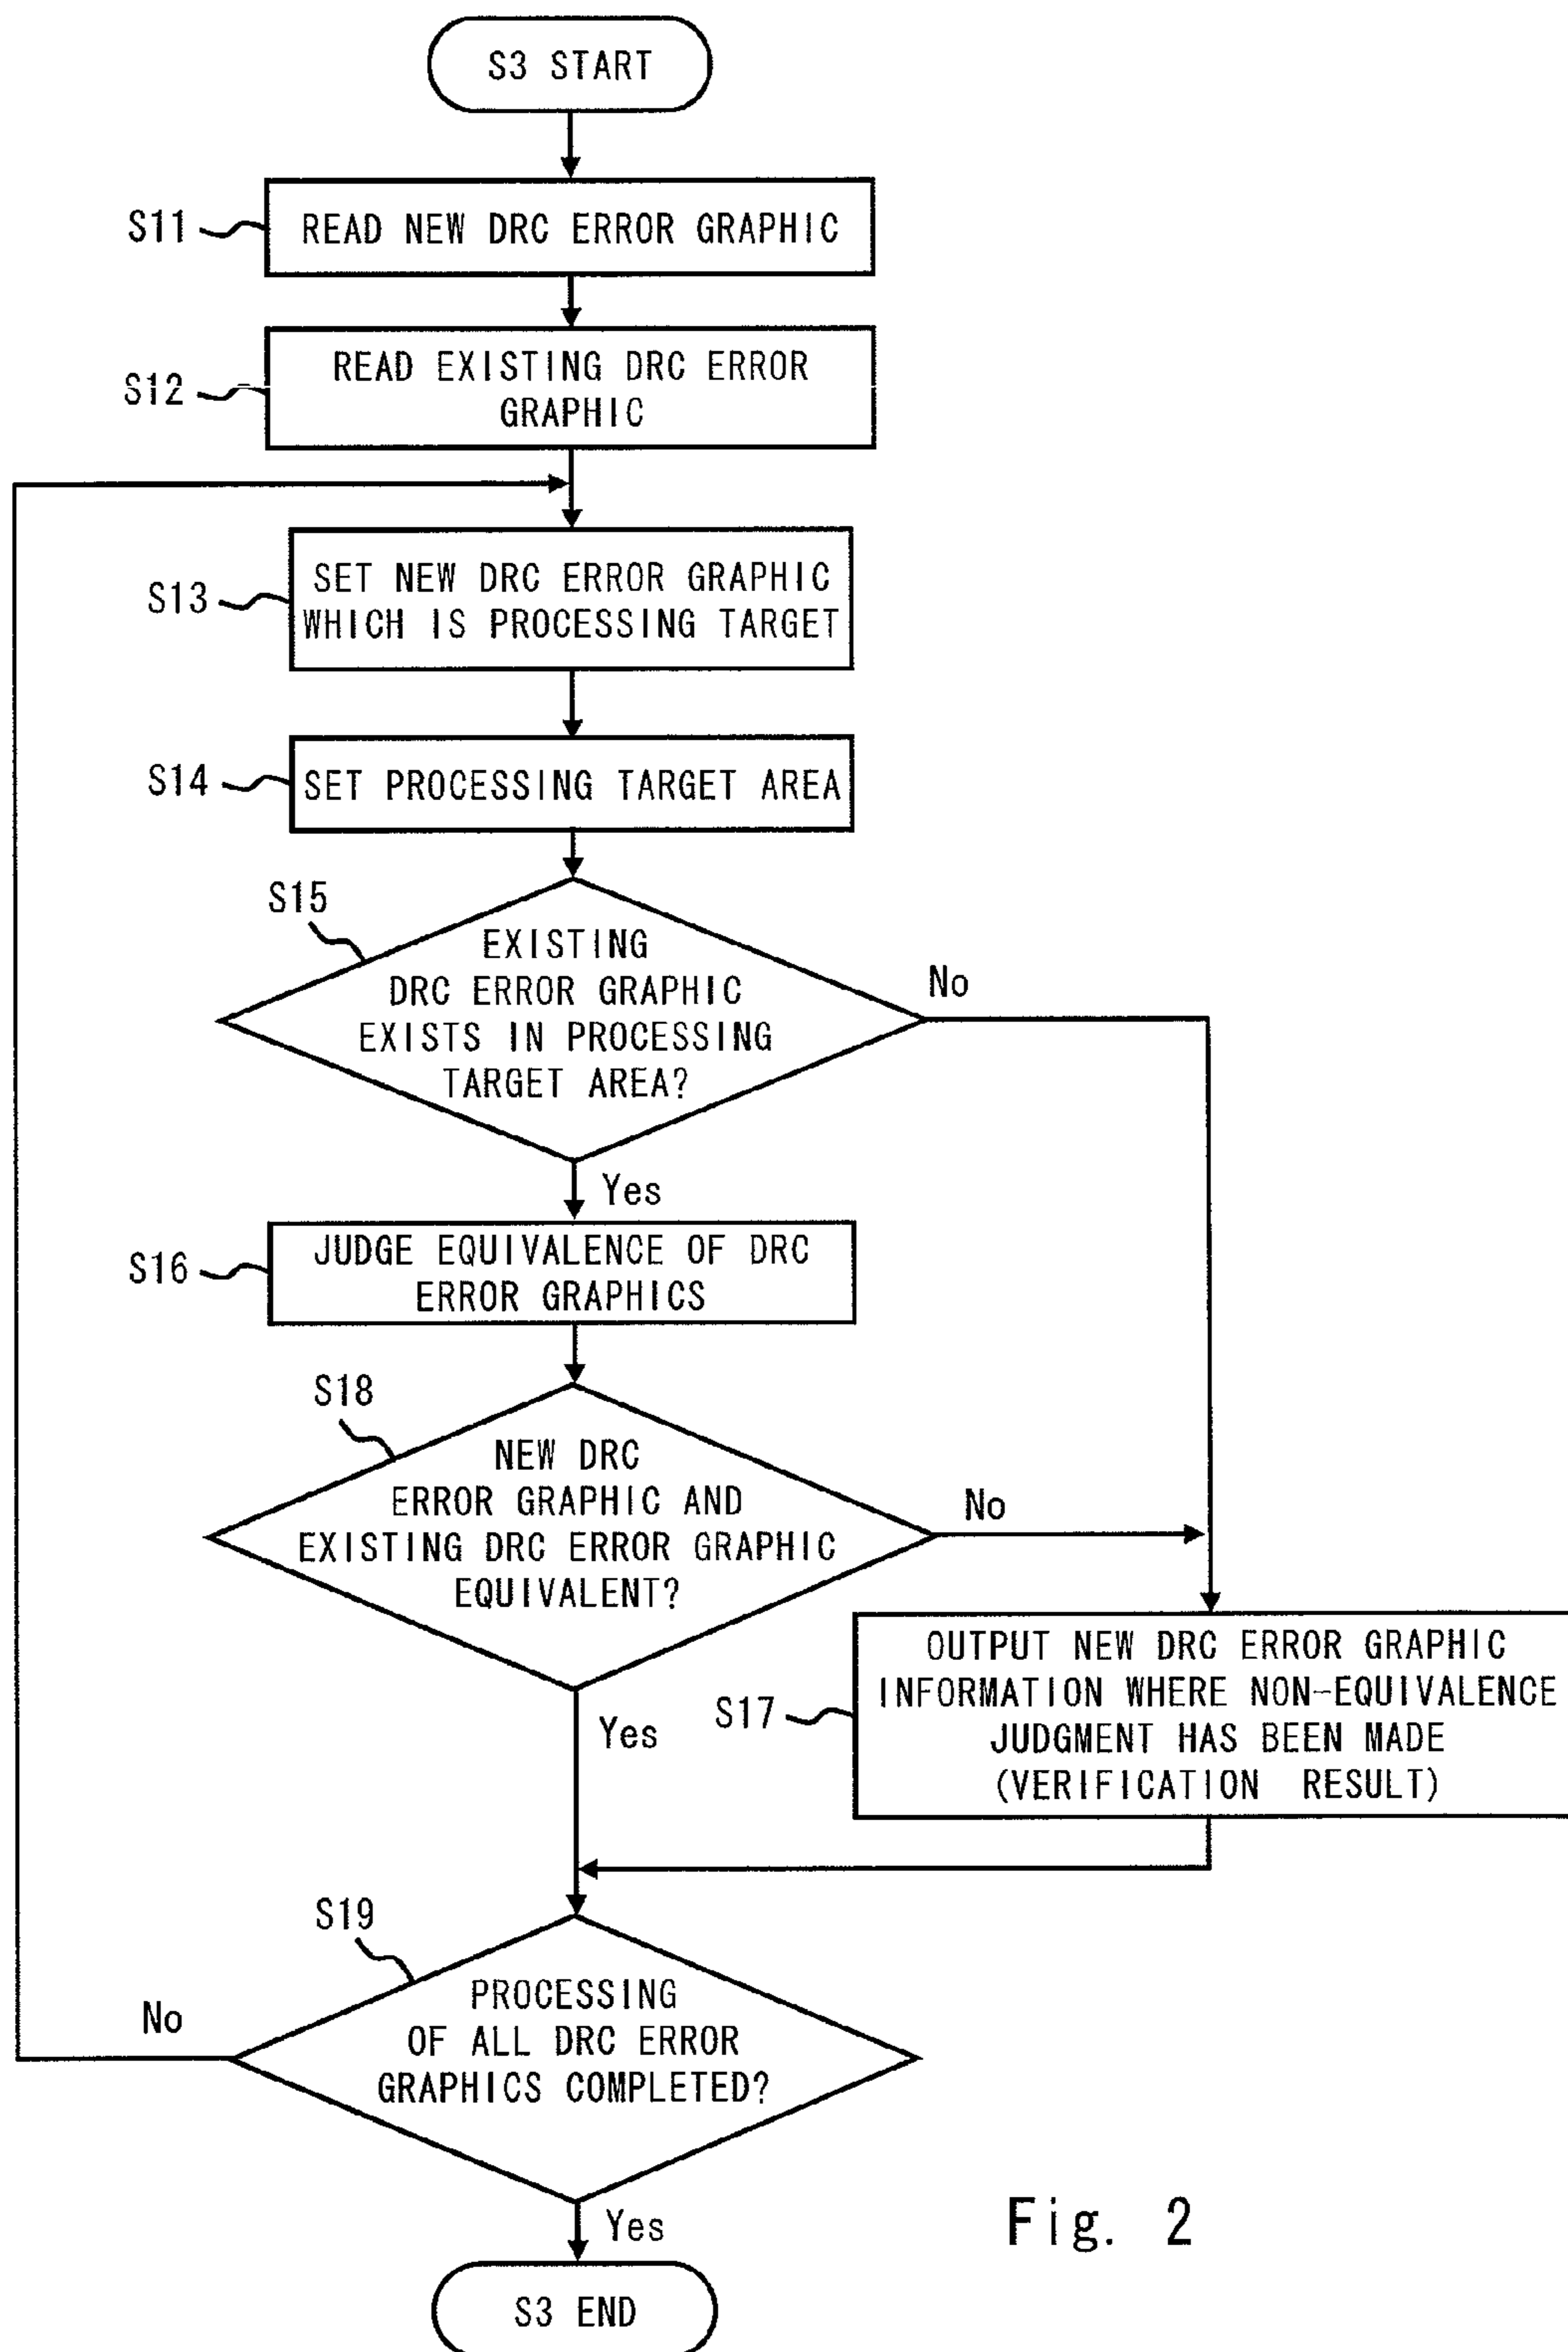 S3 START
S11
READ NEW DRC ERROR GRAPHIC
S12
READ EXISTING DRC ERROR
GRAPHIC
S13
SET NEW DRC ERROR GRAPHIC
WHICH IS PROCESSING TARGET
S14
SET PROCESSING TARGET AREA
S15
EXISTING
DRC ERROR GRAPHIC
EXISTS IN PROCESSING
TARGET AREA?
No
Yes
S16
JUDGE EQUIVALENCE OF DRC
ERROR GRAPHICS
S18
NEW DRC
ERROR GRAPHIC AND
EXISTING DRC ERROR GRAPHIC
EQUIVALENT?
No
Yes
S17
OUTPUT NEW DRC ERROR GRAPHIC
INFORMATION WHERE NON-EQUIVALENCE
JUDGMENT HAS BEEN MADE
(VERIFICATION RESULT)
S19
PROCESSING
OF ALL DRC ERROR
GRAPHICS COMPLETED?
No
Yes
S3 END
Fig. 2